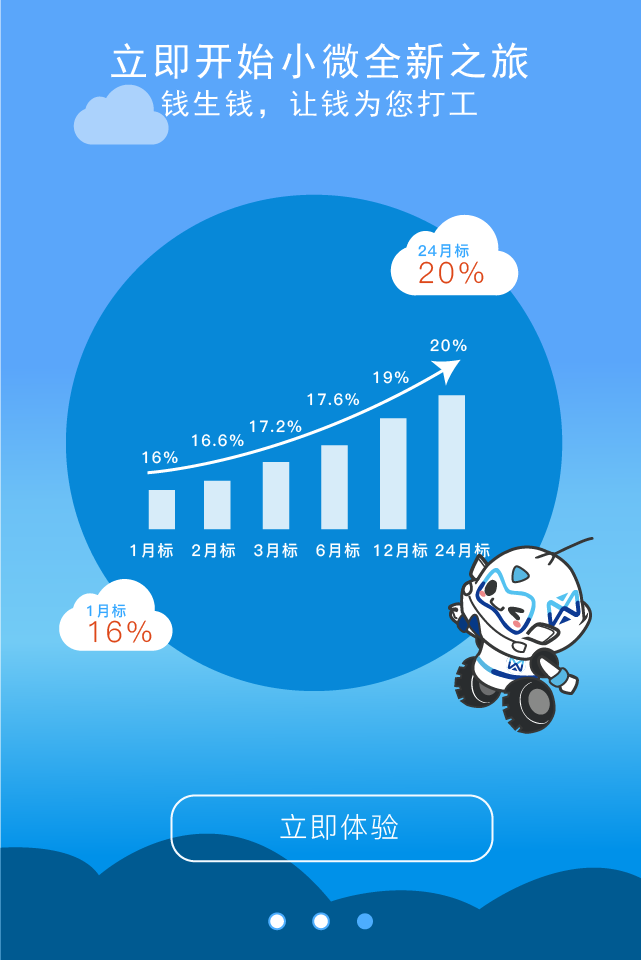 立即开始小微全新之旅
钱生钱，让钱为您打工
24月标
20%
20%
19%
17.6%
17.2%
16.6%
16%
1月标 2月标 3月标 6月标 12月标 24月标
1月标
16%
立即体验